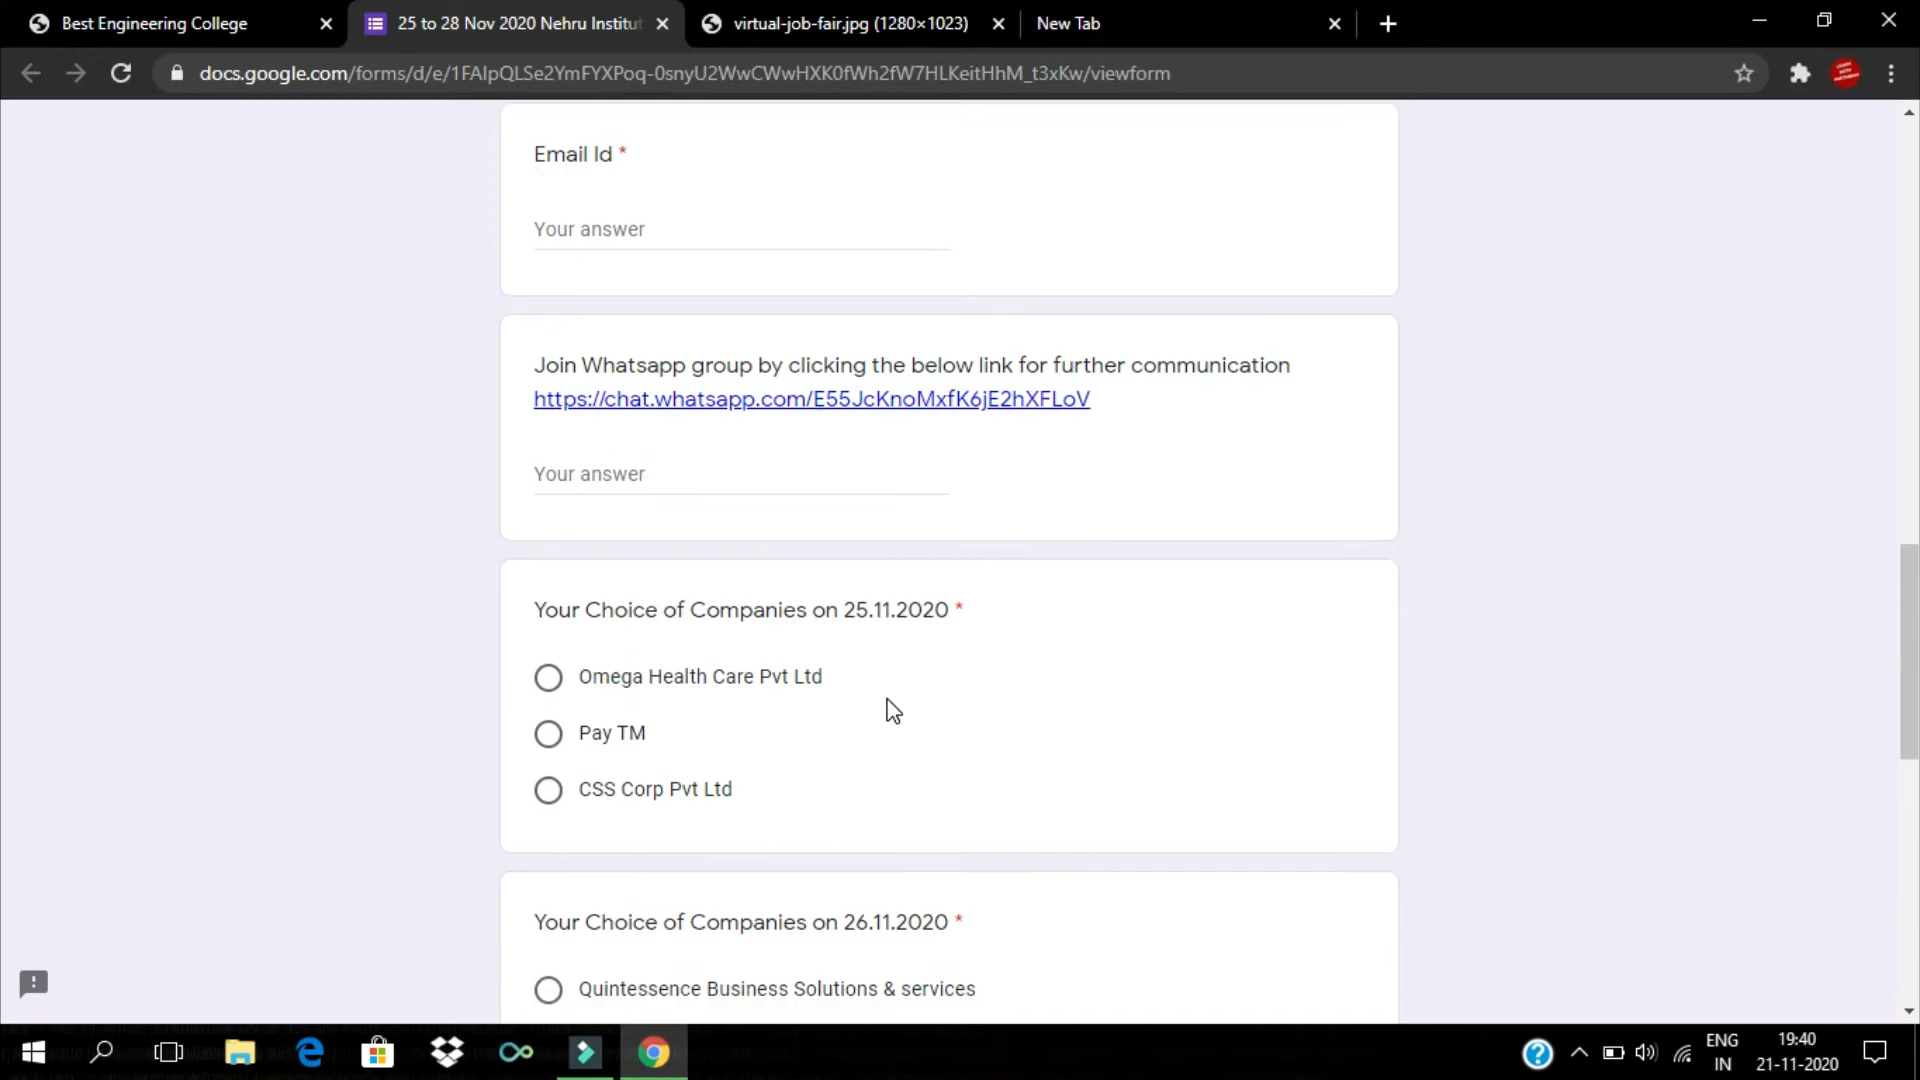 Best Engineering College
25 to 28 Nov 2020 Nehru Institut
virtual-job-fair.jpg (1280×1023)
New Tab
docs.google.com/forms/d/e/1FAIpQLSe2YmFYXPoq-0snyU2WwCWwHXK0fWh2fW7HLKeitHhM_t3xKw/viewform
Email Id *
Your answer
Join Whatsapp group by clicking the below link for further communication
https://chat.whatsapp.com/E55JcKnoMxfK6jE2hXFLoV
Your answer
Your Choice of Companies on 25.11.2020 *
Omega Health Care Pvt Ltd
Pay TM
CSS Corp Pvt Ltd
Your Choice of Companies on 26.11.2020 *
Quintessence Business Solutions & services
ENG
IN
19:40
21-11-2020